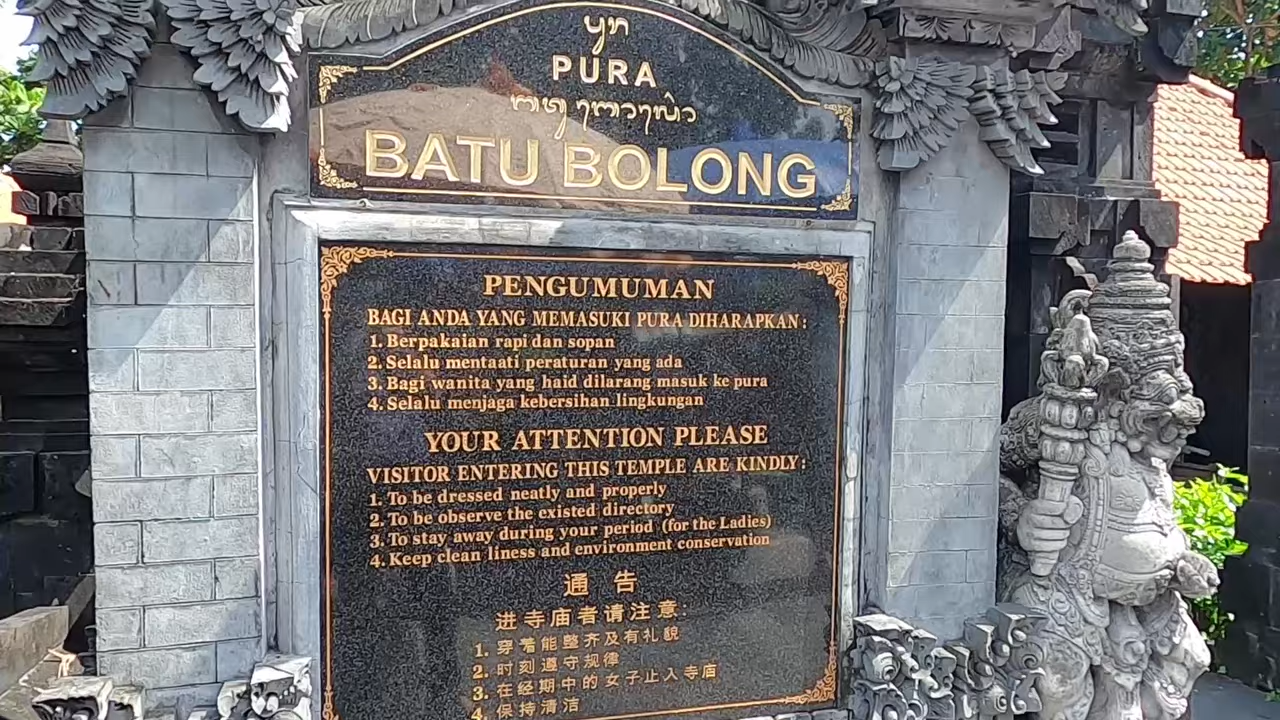 ᬧᬸᬭ
PURA
ᬩᬢᬸᬩᭀᬮᭀᬂ
BATU BOLONG
PENGUMUMAN
BAGI ANDA YANG MEMASUKI PURA DIHARAPKAN :
1. Berpakaian rapi dan sopan
2. Selalu mentaati peraturan yang ada
3. Bagi wanita yang haid dilarang masuk ke pura
4. Selalu menjaga kebersihan lingkungan
YOUR ATTENTION PLEASE
VISITOR ENTERING THIS TEMPLE ARE KINDLY :
1. To be dressed neatly and properly
2. To be observe the existed directory
3. To stay away during your period (for the Ladies)
4. Keep clean liness and environment conservation
通 告
进寺庙者请注意:
1. 穿着能整齐及有礼貌
2. 时刻遵守规律
3. 在经期中的女子止入寺庙
4. 保持清洁